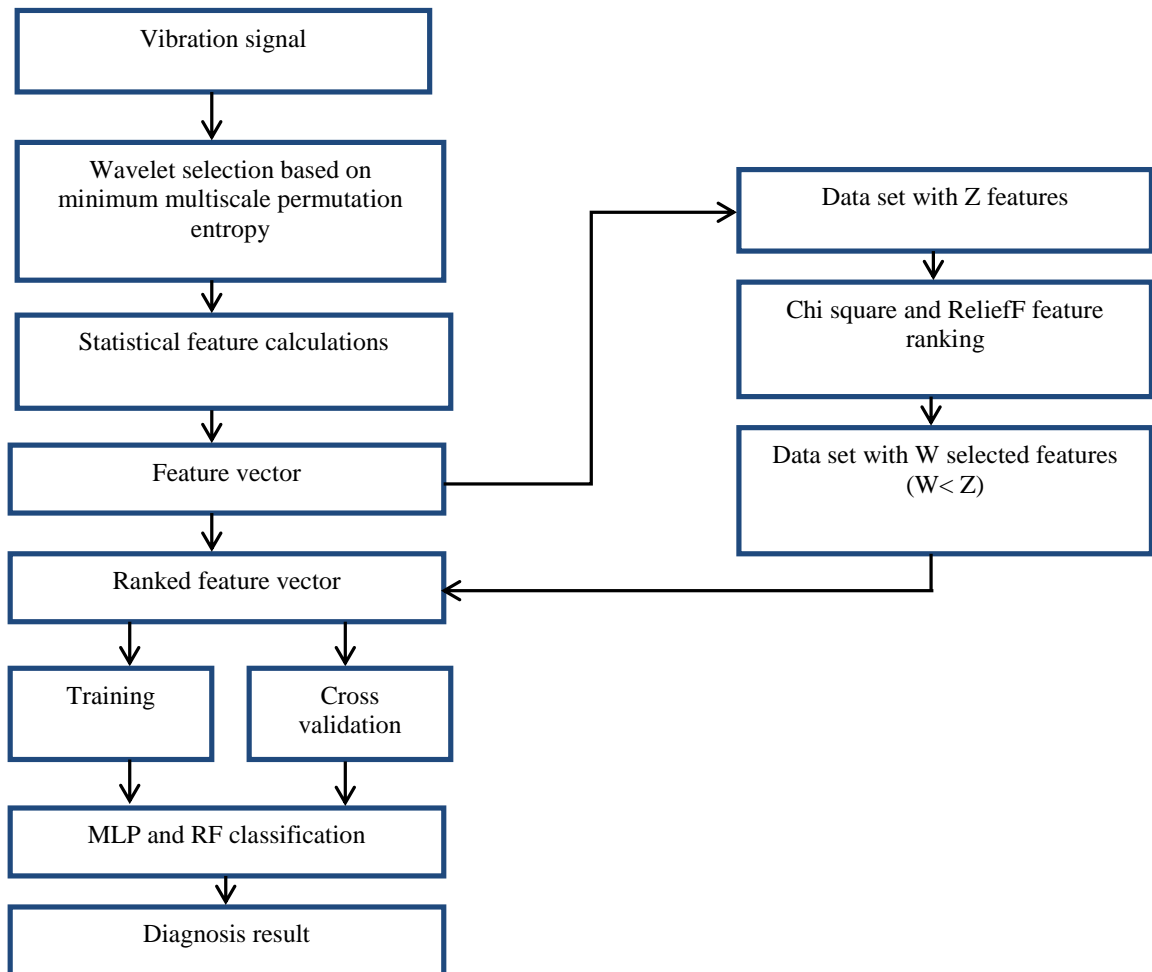 Vibration signal
Wavelet selection based on
minimum multiscale permutation
entropy
Statistical feature calculations
Feature vector
Data set with Z features
Chi square and ReliefF feature
ranking
Data set with W selected features
(W< Z)
Ranked feature vector
Training
Cross
validation
MLP and RF classification
Diagnosis result